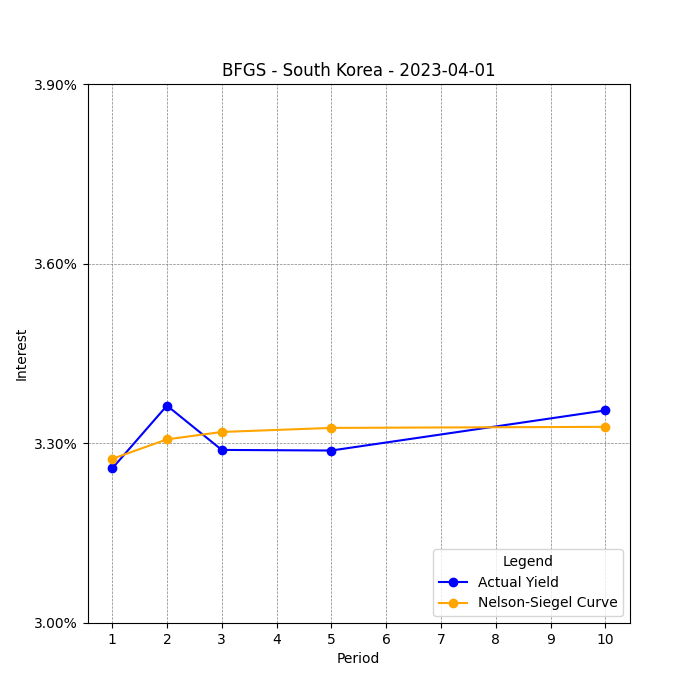 BFGS - South Korea - 2023-04-01
3.90%
3.60%
3.30%
3.00%
Interest
1 2 3 4 5 6 7 8 9 10
Period
Legend
Actual Yield
Nelson-Siegel Curve